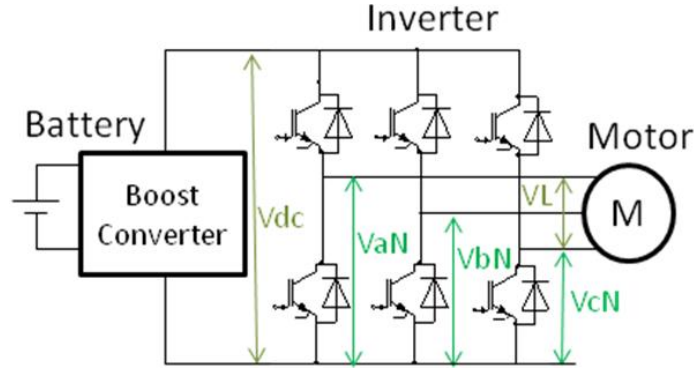 Inverter
Battery
Motor
Boost
Converter
Vdc
VaN
VbN
VL
M
VcN